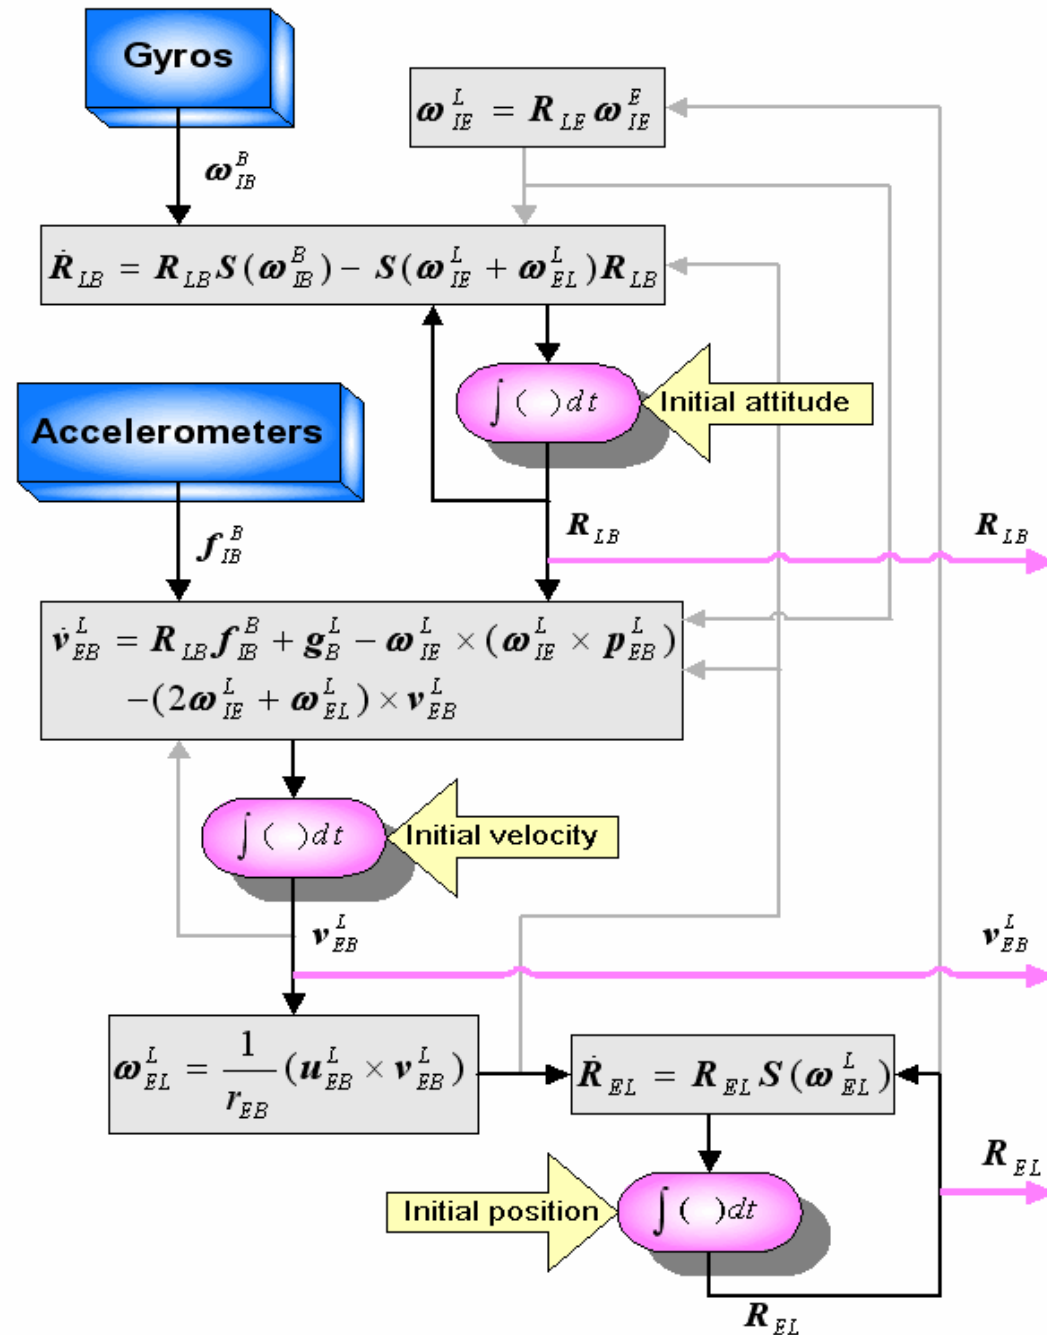 Gyros
ω^L_IE = R_LE ω^E_IE
ω^B_IB
Ṙ_LB = R_LB S(ω^B_IB) − S(ω^L_IE + ω^L_EL)R_LB
∫( )dt
Initial attitude
Accelerometers
R_LB
R_LB
f^B_IB
v̇^L_EB = R_LB f^B_IB + g^L_B − ω^L_IE × (ω^L_IE × p^L_EB)
−(2ω^L_IE + ω^L_EL) × v^L_EB
∫( )dt
Initial velocity
v^L_EB
v^L_EB
ω^L_EL = 1/r_EB (u^L_EB × v^L_EB)
Ṙ_EL = R_EL S(ω^L_EL)
R_EL
Initial position
∫( )dt
R_EL